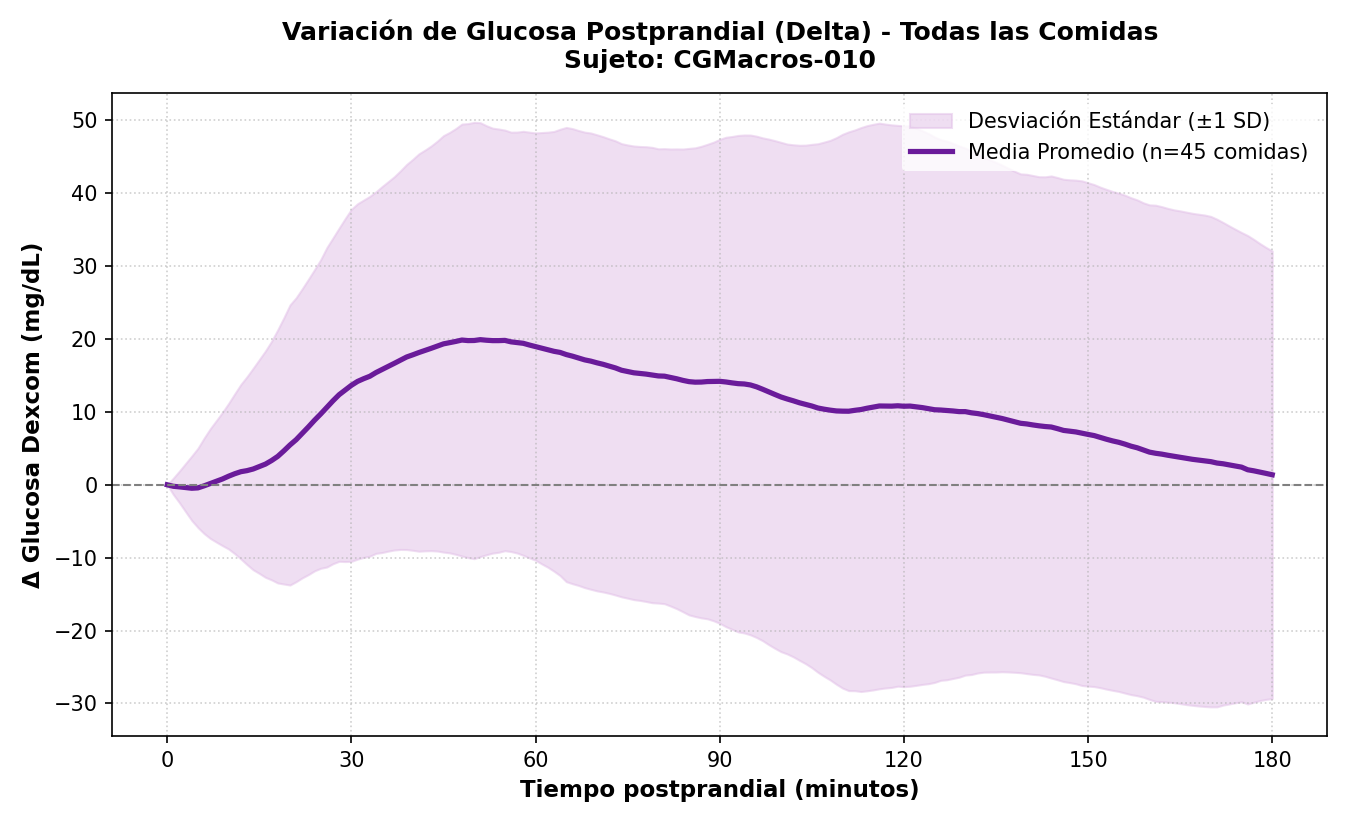 Variación de Glucosa Postprandial (Delta) - Todas las Comidas
Sujeto: CGMacros-010
Desviación Estándar (±1 SD)
Media Promedio (n=45 comidas)
Δ Glucosa Dexcom (mg/dL)
50
40
30
20
10
0
−10
−20
−30
0 30 60 90 120 150 180
Tiempo postprandial (minutos)